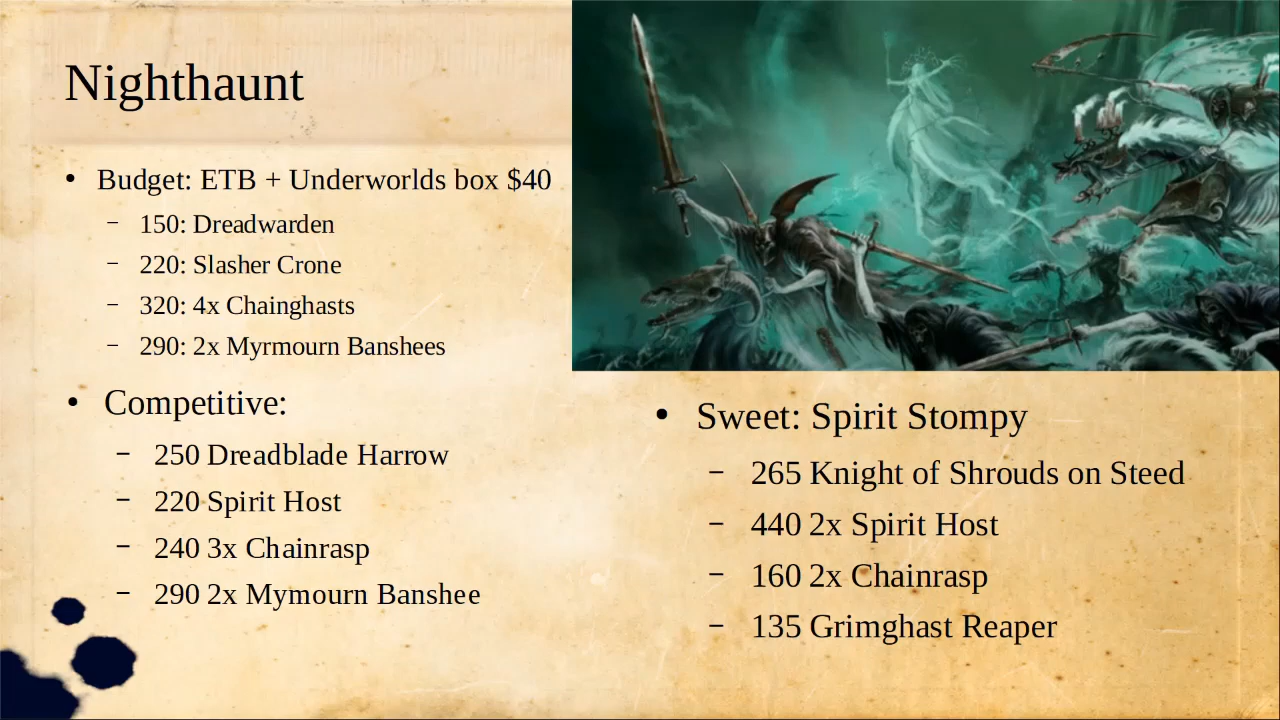 Nighthaunt
• Budget: ETB + Underworlds box $40
– 150: Dreadwarden
– 220: Slasher Crone
– 320: 4x Chainghasts
– 290: 2x Myrmourn Banshees
• Competitive:
– 250 Dreadblade Harrow
– 220 Spirit Host
– 240 3x Chainrasp
– 290 2x Mymourn Banshee
• Sweet: Spirit Stompy
– 265 Knight of Shrouds on Steed
– 440 2x Spirit Host
– 160 2x Chainrasp
– 135 Grimghast Reaper